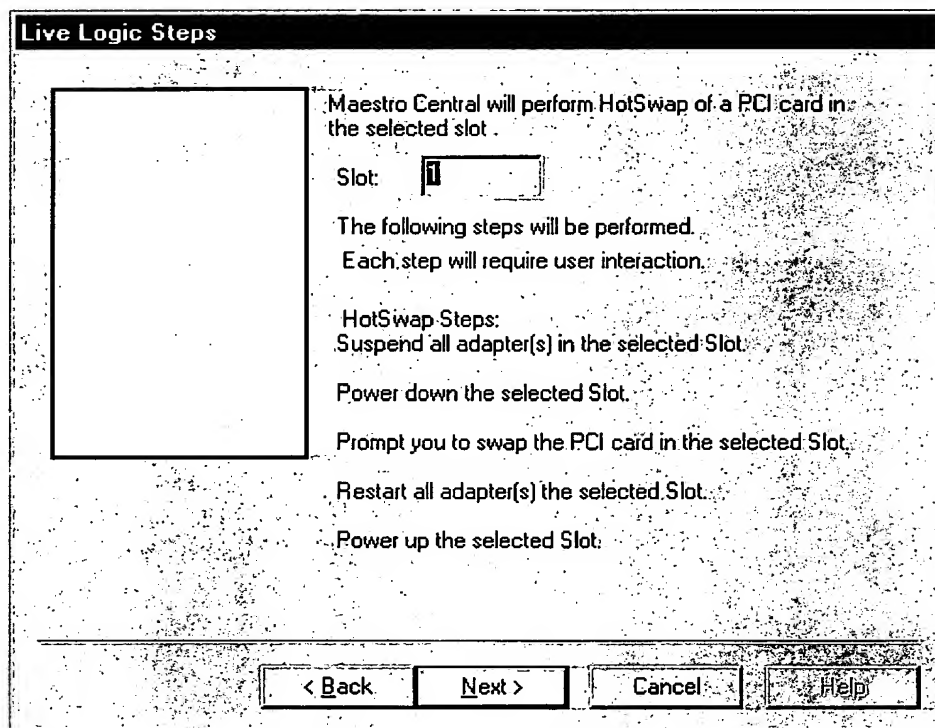 Live Logic Steps
Maestro Central will perform HotSwap of a PCI card in
the selected slot .
Slot: 1
The following steps will be performed.
Each step will require user interaction.
HotSwap Steps:
Suspend all adapter(s) in the selected Slot.
Power down the selected Slot.
Prompt you to swap the PCI card in the selected Slot.
Restart all adapter(s) the selected Slot.
Power up the selected Slot.
< Back Next > Cancel Help